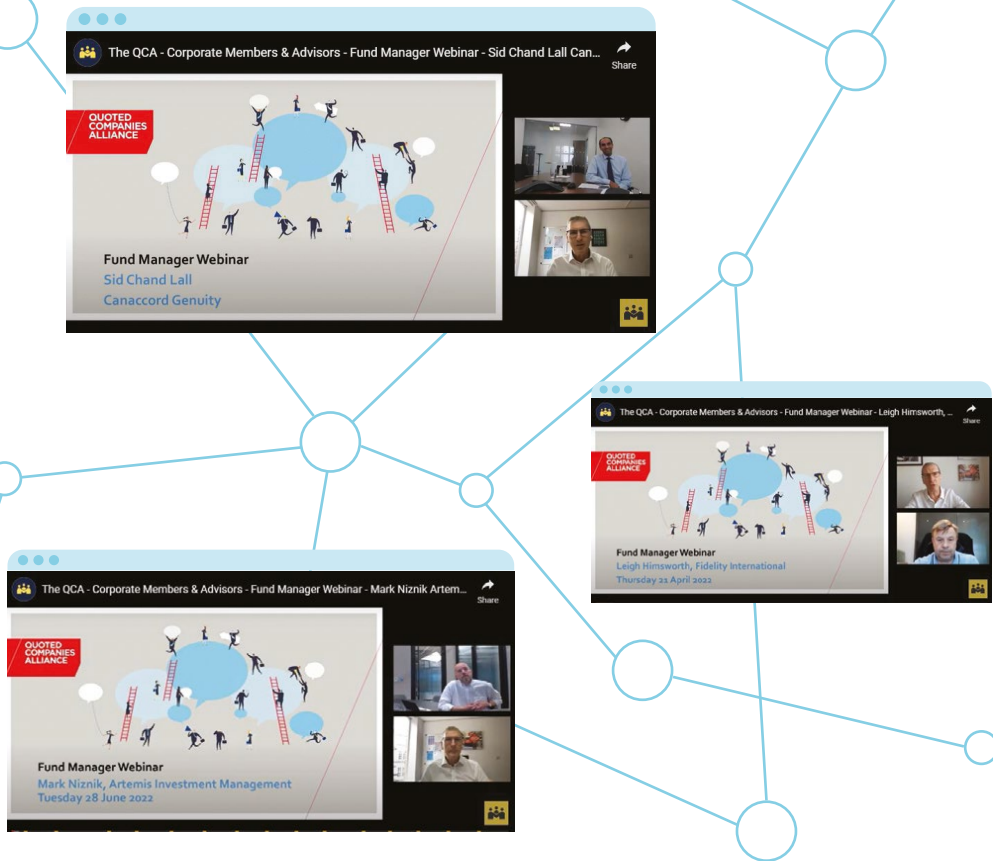 The QCA - Corporate Members & Advisors - Fund Manager Webinar - Sid Chand Lall Can...
Share
QUOTED
COMPANIES
ALLIANCE
Fund Manager Webinar
Sid Chand Lall
Canaccord Genuity
The QCA - Corporate Members & Advisors - Fund Manager Webinar - Leigh Himsworth, ...
Share
QUOTED
COMPANIES
ALLIANCE
Fund Manager Webinar
Leigh Himsworth, Fidelity International
Thursday 21 April 2022
The QCA - Corporate Members & Advisors - Fund Manager Webinar - Mark Niznik Artem...
Share
QUOTED
COMPANIES
ALLIANCE
Fund Manager Webinar
Mark Niznik, Artemis Investment Management
Tuesday 28 June 2022